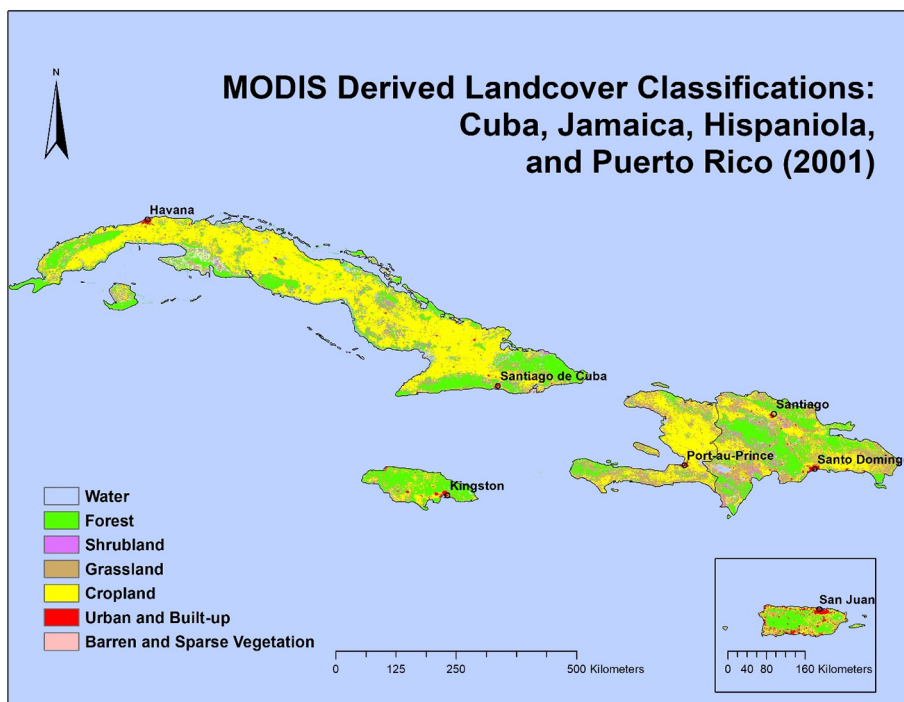 N
MODIS Derived Landcover Classifications:
Cuba, Jamaica, Hispaniola,
and Puerto Rico (2001)
Havana
Santiago de Cuba
Santiago
Port-au-Prince
Santo Doming
Kingston
Water
Forest
Shrubland
Grassland
Cropland
Urban and Built-up
Barren and Sparse Vegetation
San Juan
0 125 250 500 Kilometers
0 40 80 160 Kilometers